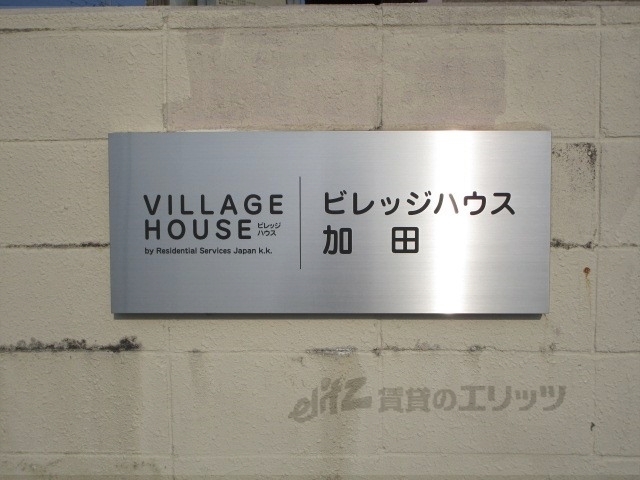 VILLAGE
HOUSE ビレッジ
ハウス
by Residential Services Japan k.k.
ビレッジハウス
加 田
elitz 賃貸のエリッツ